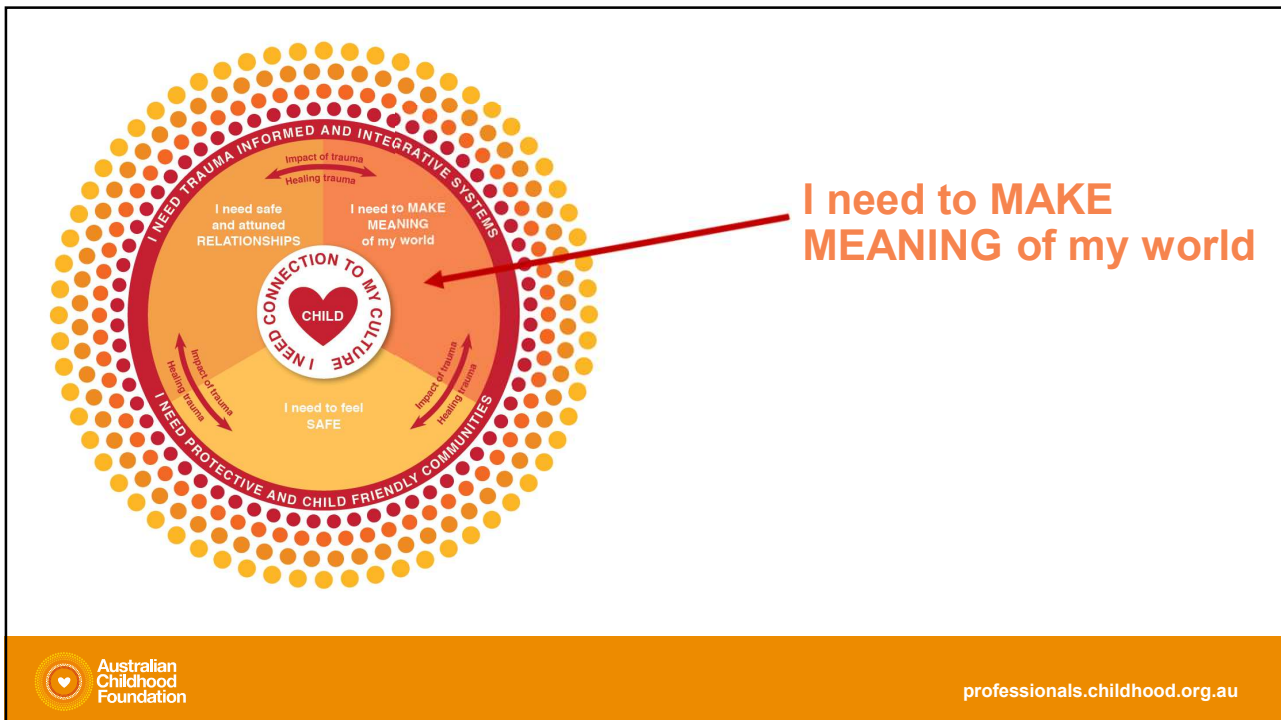 I NEED TRAUMA INFORMED AND INTEGRATIVE SYSTEMS
Impact of trauma
Healing trauma
I need safe
and attuned
RELATIONSHIPS
I need to MAKE
MEANING
of my world
I NEED CONNECTION TO MY CULTURE
CHILD
Impact of trauma
Healing trauma
Impact of trauma
Healing trauma
I need to feel
SAFE
I NEED PROTECTIVE AND CHILD FRIENDLY COMMUNITIES
I need to MAKE
MEANING of my world
Australian
Childhood
Foundation
professionals.childhood.org.au